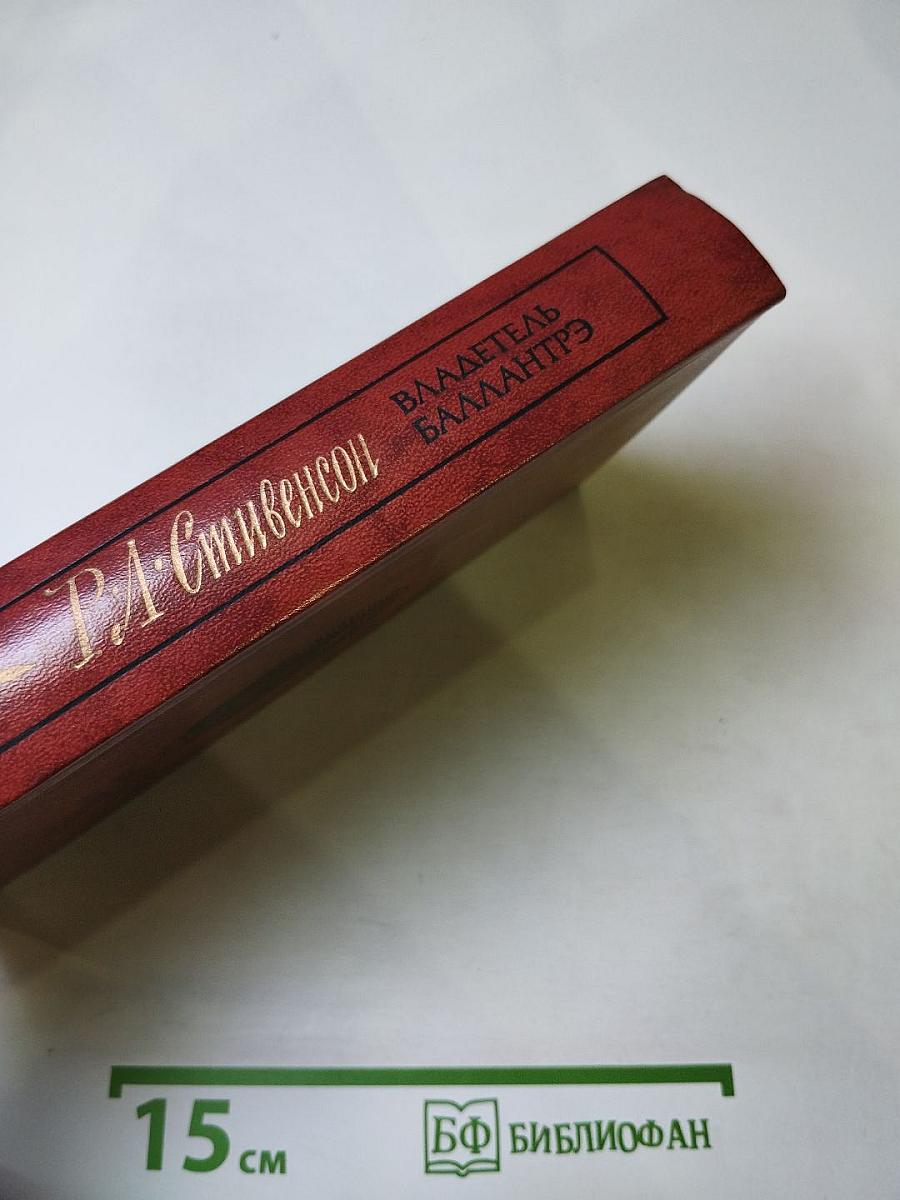 Р·Л·Стивенсон
ВЛАДЕТЕЛЬ
БАЛЛАНТРЭ
15 см
БФ БИБЛИОФАН